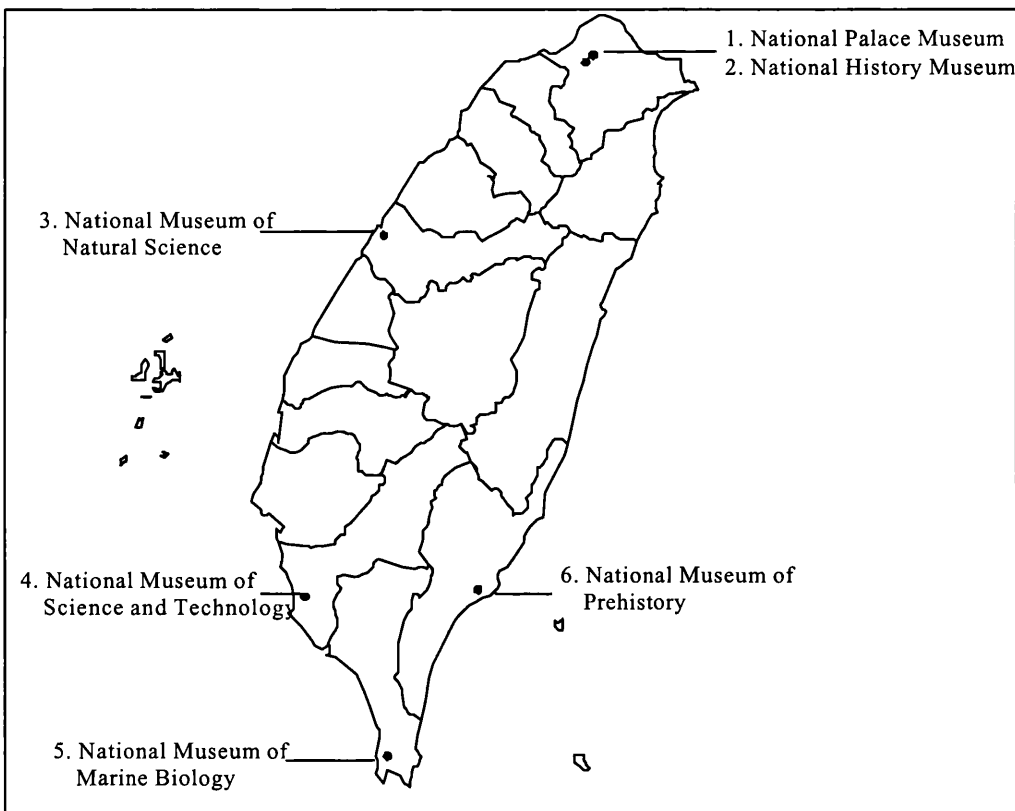 1. National Palace Museum
2. National History Museum
3. National Museum of
Natural Science
4. National Museum of
Science and Technology
6. National Museum of
Prehistory
5. National Museum of
Marine Biology